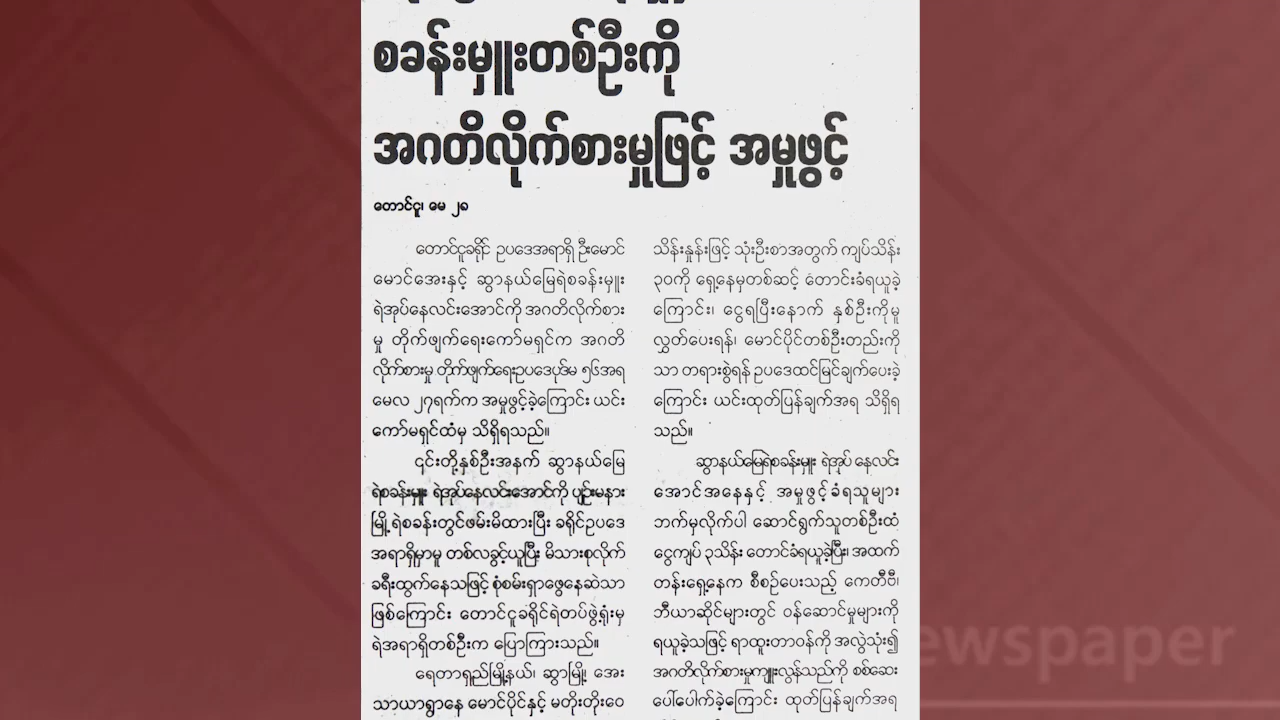 စခန်းမှူးတစ်ဦးကို
အဂတိလိုက်စားမှုဖြင့် အမှုဖွင့်
တောင်ငူ၊ မေ ၂၈
တောင်ငူခရိုင် ဥပဒေအရာရှိ ဦးမောင်
မောင်အေးနှင့် ဆွာနယ်မြေရဲစခန်းမှူး
ရဲအုပ်နေလင်းအောင်ကို အဂတိလိုက်စား
မှု တိုက်ဖျက်ရေးကော်မရှင်က အဂတိ
လိုက်စားမှု တိုက်ဖျက်ရေးဥပဒေပုဒ်မ ၅၆အရ
မေလ ၂၇ရက်က အမှုဖွင့်ခဲ့ကြောင်း ယင်း
ကော်မရှင်ထံမှ သိရှိရသည်။
၎င်းတို့နှစ်ဦးအနက် ဆွာနယ်မြေ
ရဲစခန်းမှူး ရဲအုပ်နေလင်းအောင်ကို ပျဉ်းမနား
မြို့ရဲစခန်းတွင်ဖမ်းမိထားပြီး ခရိုင်ဥပဒေ
အရာရှိမှာမူ တစ်လခွင့်ယူပြီး မိသားစုလိုက်
ခရီးထွက်နေသဖြင့် စုံစမ်းရှာဖွေနေဆဲသာ
ဖြစ်ကြောင်း တောင်ငူခရိုင်ရဲတပ်ဖွဲ့ရုံးမှ
ရဲအရာရှိတစ်ဦးက ပြောကြားသည်။
ရေတာရှည်မြို့နယ်၊ ဆွာမြို့၊ အေး
သာယာရွာနေ မောင်ပိုင်နှင့် မတိုးတိုးဝေ
သိန်းနှုန်းဖြင့် သုံးဦးစာအတွက် ကျပ်သိန်း
၃၀ကို ရှေ့နေမှတစ်ဆင့် တောင်းခံရယူခဲ့
ကြောင်း၊ ငွေရပြီးနောက် နှစ်ဦးကိုမူ
လွှတ်ပေးရန်၊ မောင်ပိုင်တစ်ဦးတည်းကို
သာ တရားစွဲရန် ဥပဒေထင်မြင်ချက်ပေးခဲ့
ကြောင်း ယင်းထုတ်ပြန်ချက်အရ သိရှိရ
သည်။
ဆွာနယ်မြေရဲစခန်းမှူး ရဲအုပ် နေလင်း
အောင်အနေနှင့် အမှုဖွင့်ခံရသူများ
ဘက်မှလိုက်ပါ ဆောင်ရွက်သူတစ်ဦးထံ
ငွေကျပ် ၃သိန်း တောင်ခံရယူခဲ့ပြီး၊ အထက်
တန်းရှေ့နေက စီစဉ်ပေးသည့် ကေတီဗီ၊
ဘီယာဆိုင်များတွင် ဝန်ဆောင်မှုများကို
ရယူခဲ့သဖြင့် ရာထူးတာဝန်ကို အလွဲသုံး၍
အဂတိလိုက်စားမှုကျူးလွန်သည်ကို စစ်ဆေး
ပေါ်ပေါက်ခဲ့ကြောင်း ထုတ်ပြန်ချက်အရ
ewspaper